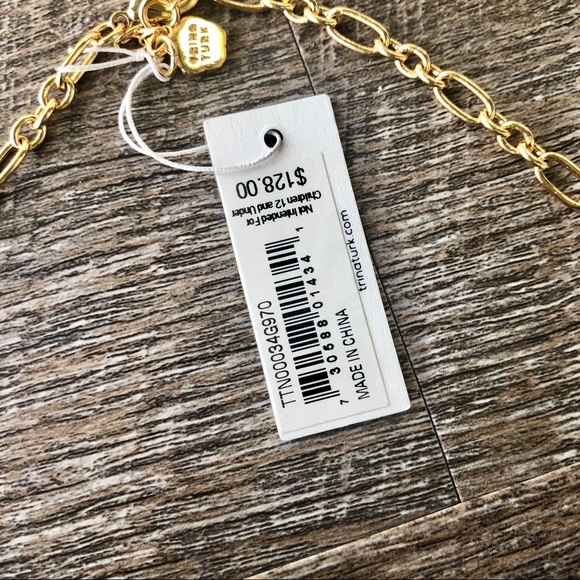 TRINA
TURK
$128.00
Not Intended For
Children 12 and Under
TTN00034G970
7 30588 01434 1
MADE IN CHINA
trinaturk.com